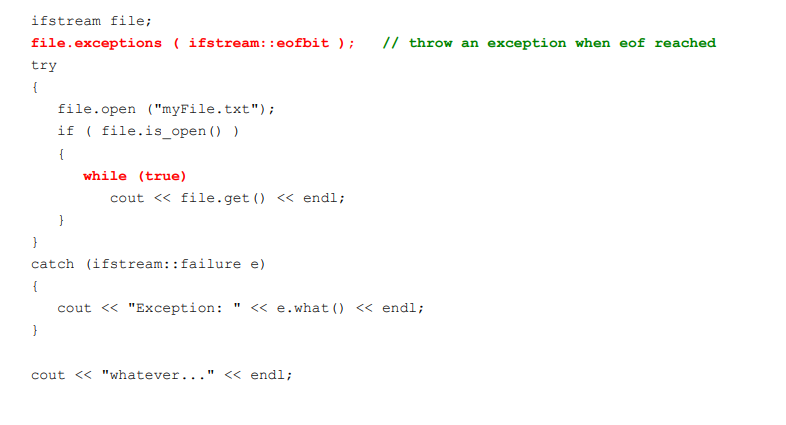 ifstream file;
file.exceptions ( ifstream::eofbit );   // throw an exception when eof reached
try
{
   file.open ("myFile.txt");
   if ( file.is_open() )
   {
      while (true)
         cout << file.get() << endl;
   }
}
catch (ifstream::failure e)
{
   cout << "Exception: " << e.what() << endl;
}

cout << "whatever..." << endl;